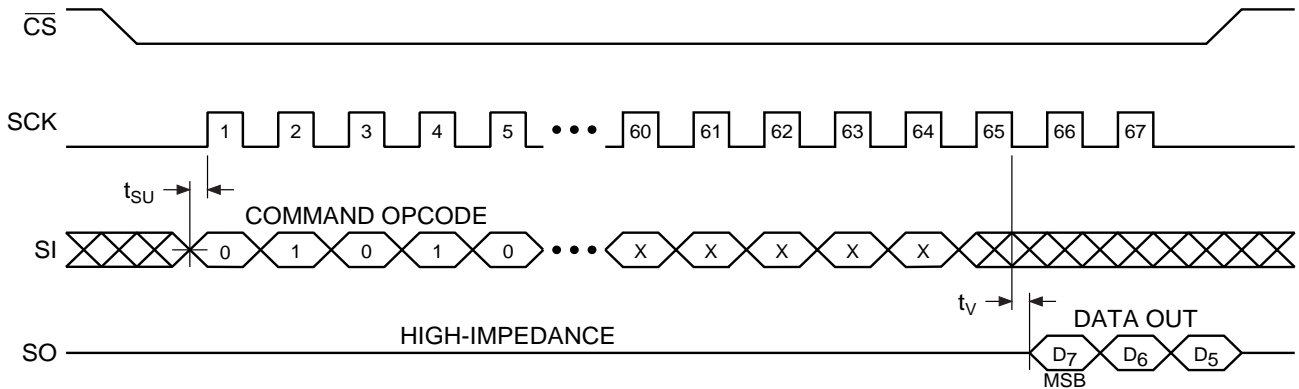 C̅S̅
SCK 1 2 3 4 5 ••• 60 61 62 63 64 65 66 67
tSU
COMMAND OPCODE
SI 0 1 0 1 0 ••• X X X X X
tV
HIGH-IMPEDANCE DATA OUT
SO D7 D6 D5
MSB